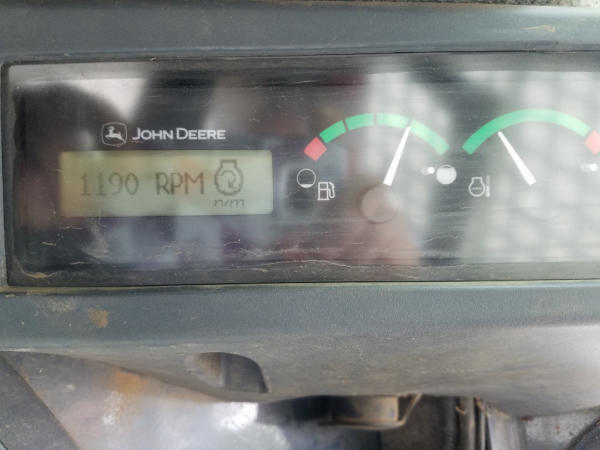 JOHN DEERE
1190 RPM
n/m